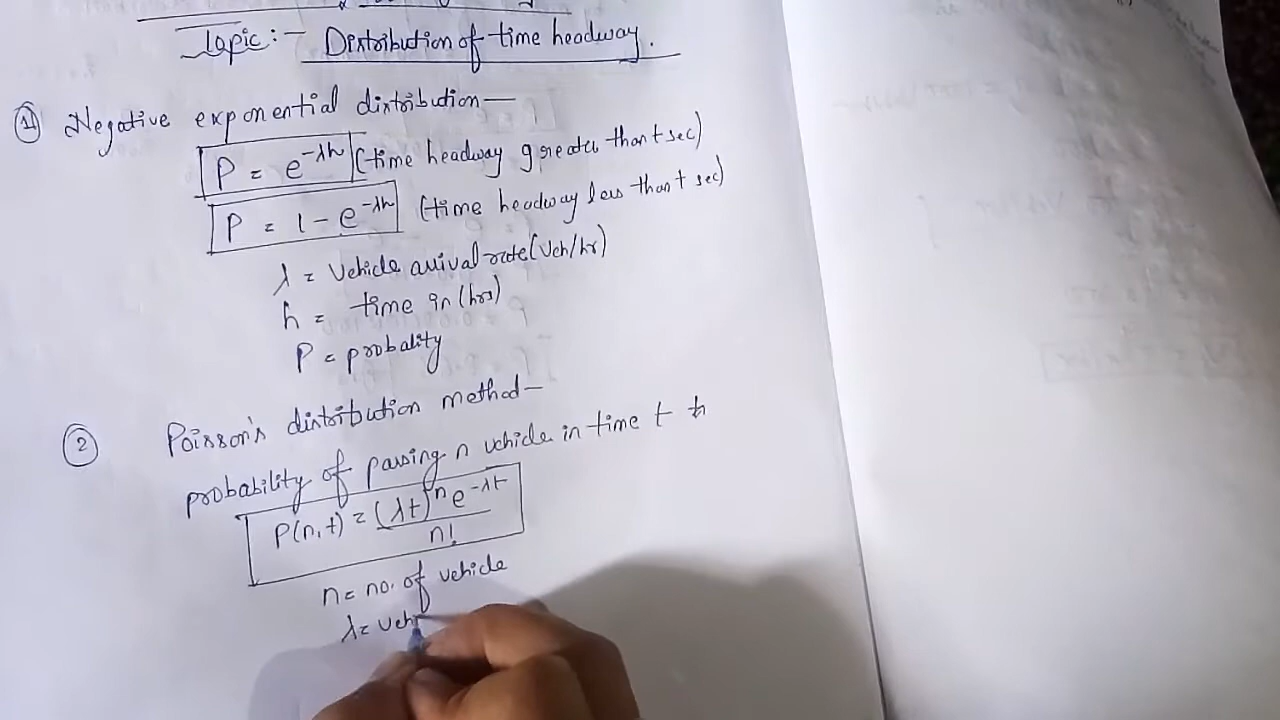 Topic:- Distribution of time headway.
① Negative exponential distribution—
P = e^-λh (time headway greater than t sec)
P = 1 - e^-λh (time headway less than t sec)
λ = Vehicle arrival rate (Veh/hr)
h = time in (hrs)
P = probality
② Poisson's distribution method—
probability of passing n vehicle in time t
P(n,t) = (λt)^n e^-λt
n!
n = no. of vehicle
λ = veh